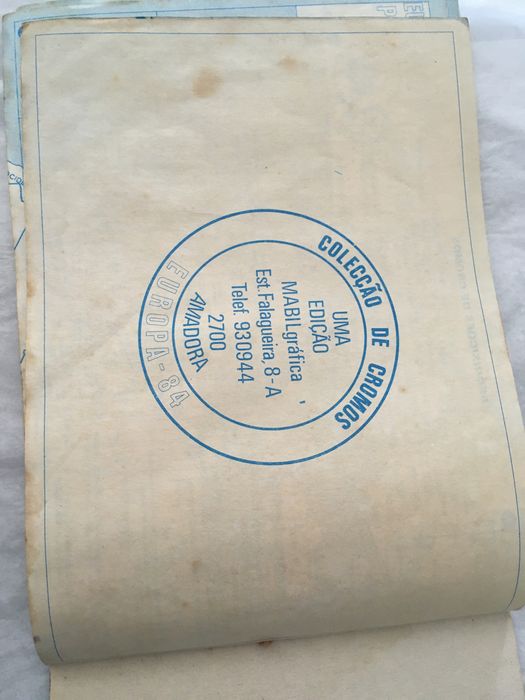 COLECÇÃO DE CROMOS
UMA
EDIÇÃO
MABILgráfica
Est. Falagueira, 8-A
Telef. 930944
2700
AMADORA
EUROPA-84